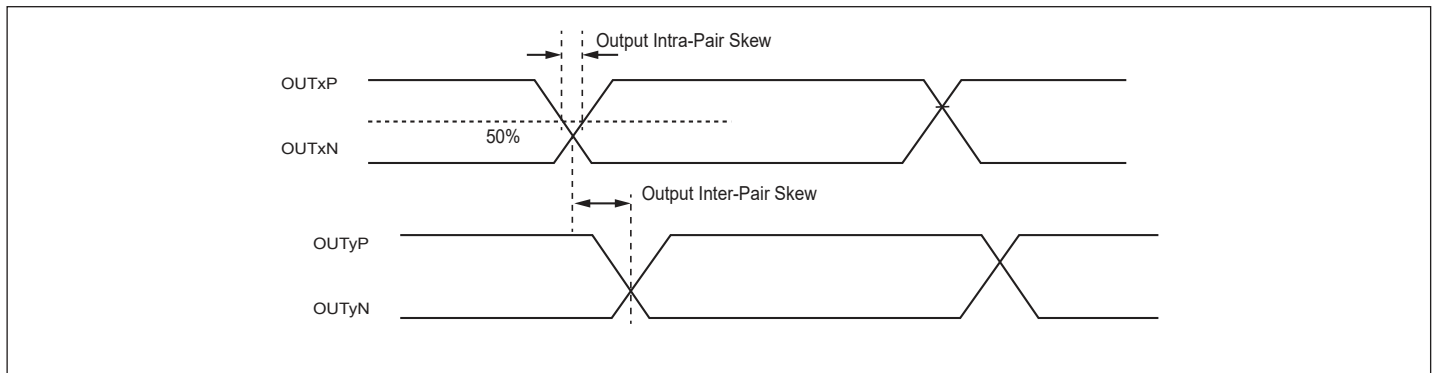 Output Intra-Pair Skew
OUTxP
50%
OUTxN
Output Inter-Pair Skew
OUTyP
OUTyN